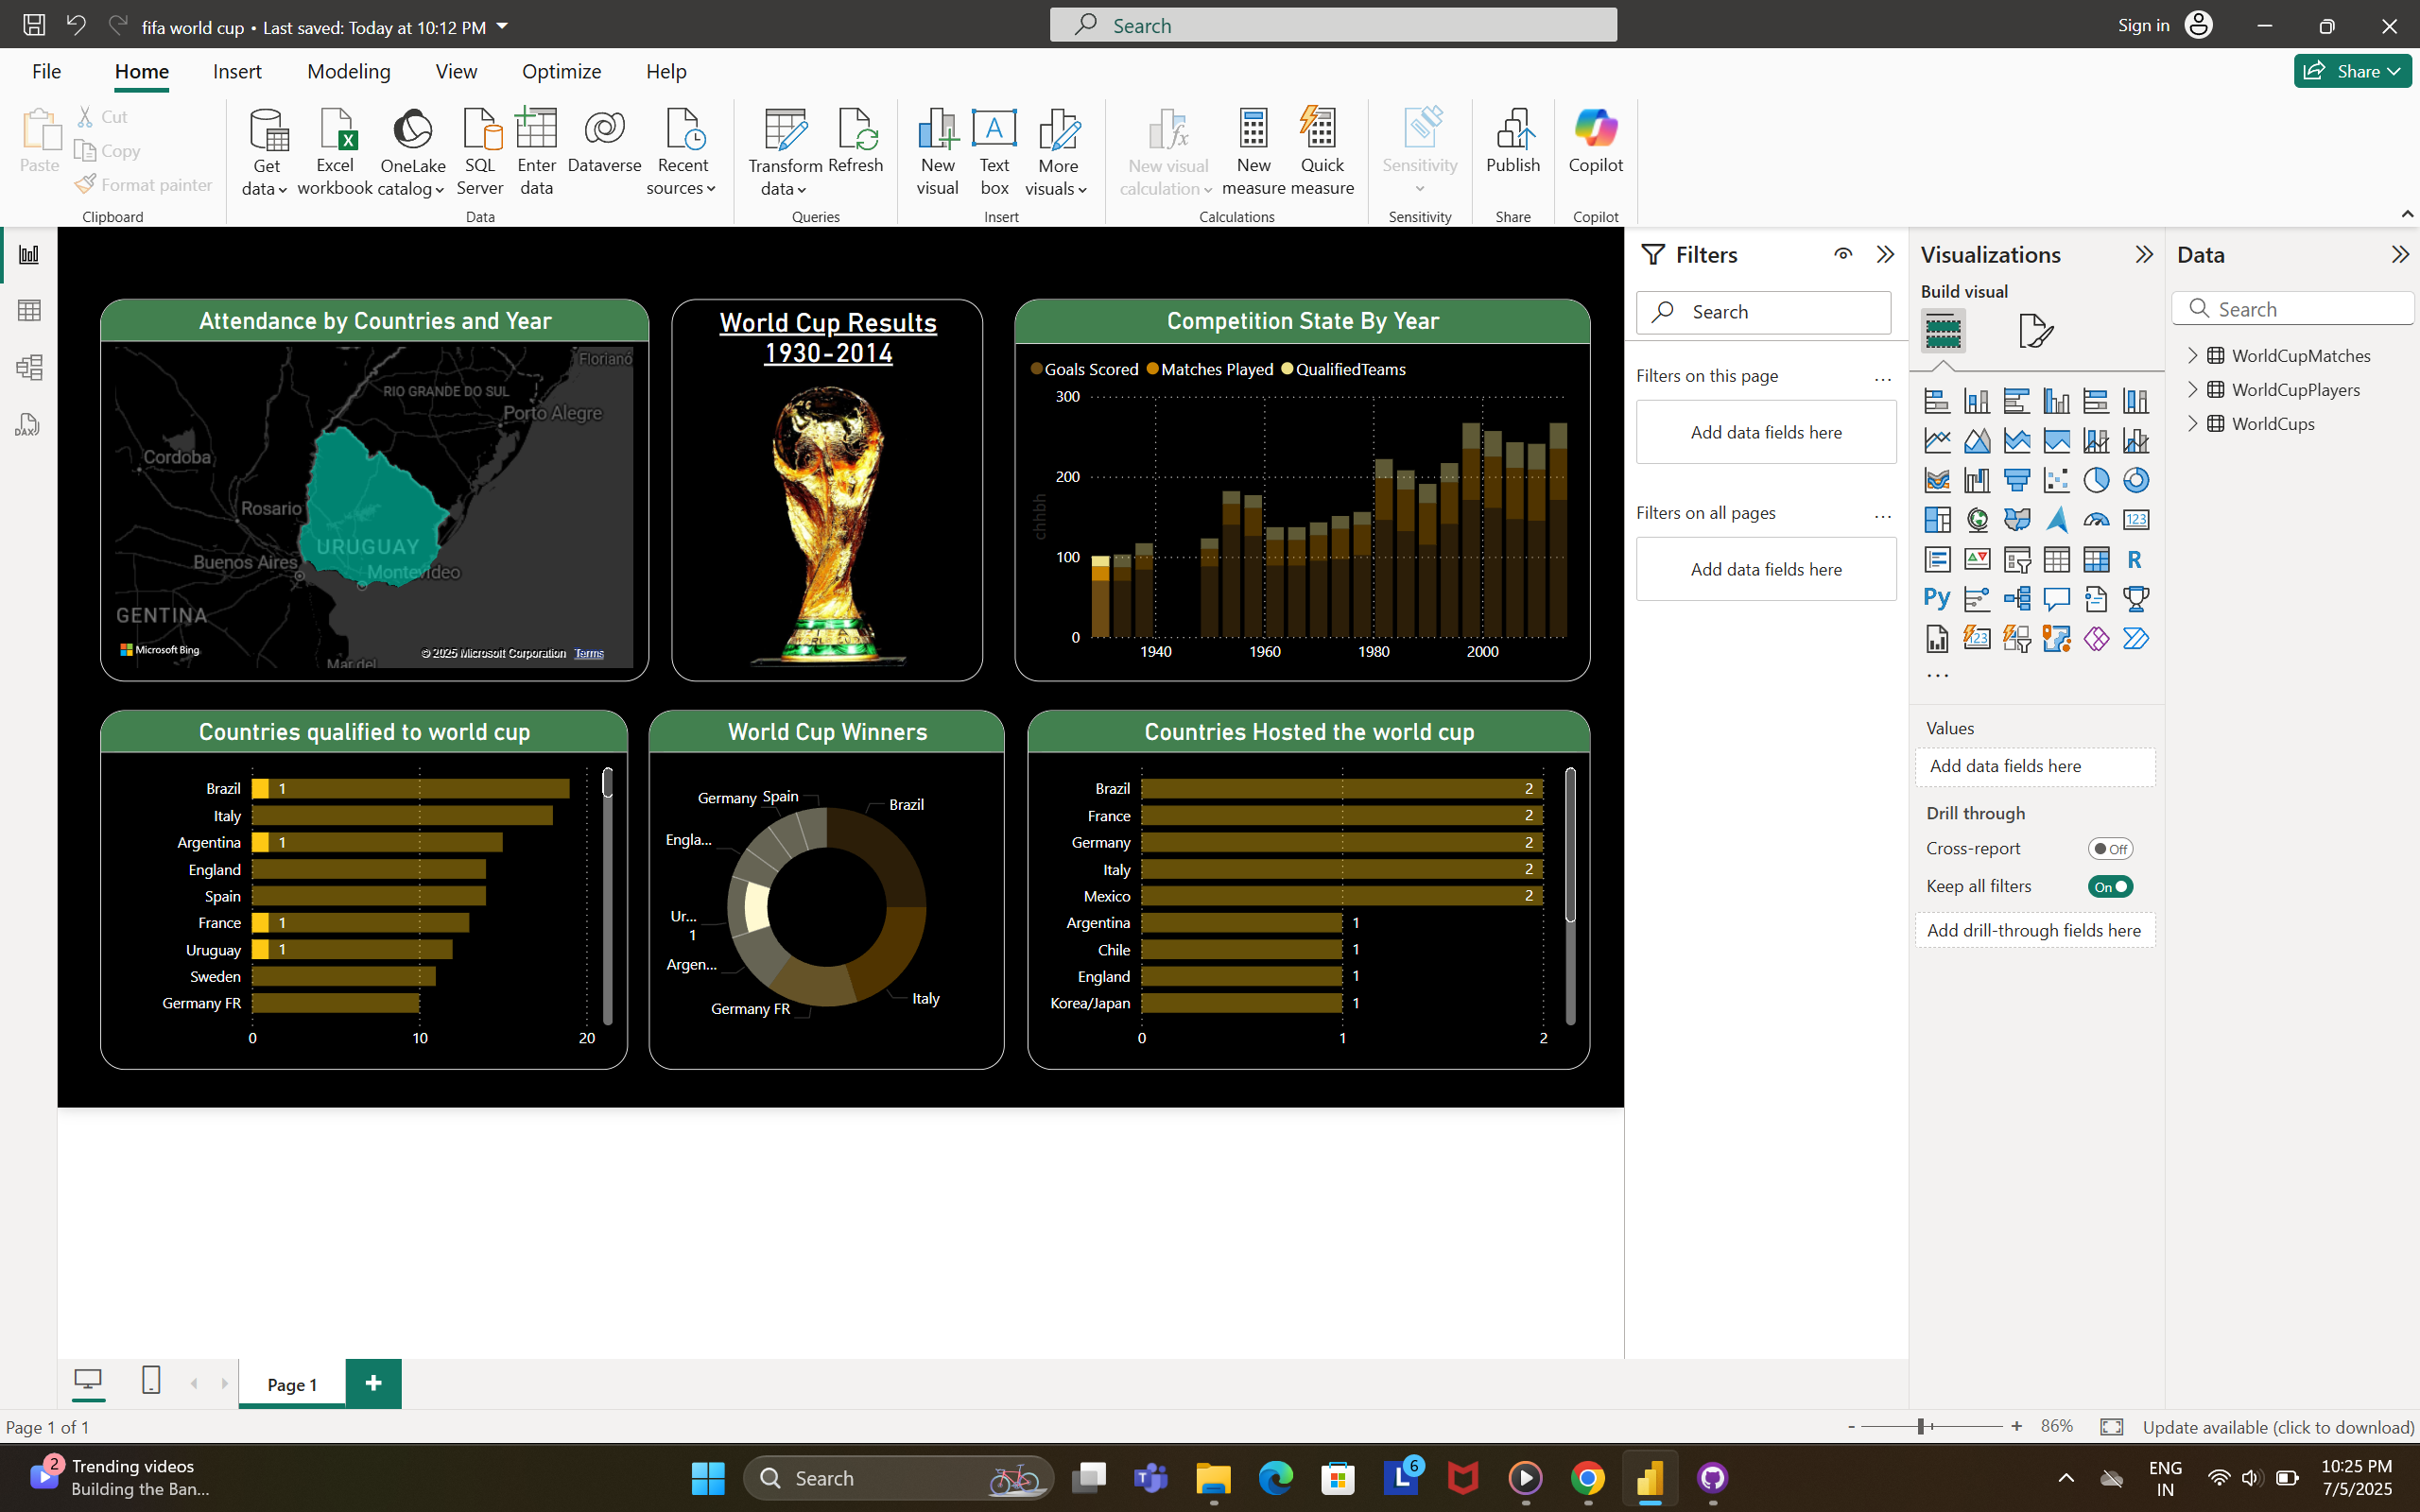 fifa world cup • Last saved: Today at 10:12 PM
Search
Sign in
File Home Insert Modeling View Optimize Help
Share
Paste
Cut
Copy
Format painter
Clipboard
Get data
Excel workbook
OneLake catalog
SQL Server
Enter data
Dataverse
Recent sources
Data
Transform data
Refresh
Queries
New visual
Text box
More visuals
Insert
New visual calculation
New measure
Quick measure
Calculations
Sensitivity
Sensitivity
Publish
Share
Copilot
Copilot
DAX
Attendance by Countries and Year
Florianó
RIO GRANDE DO SUL
Porto Alegre
Cordoba
Rosario
URUGUAY
Buenos Aires
Montevideo
GENTINA
Mar del
Microsoft Bing
© 2025 Microsoft Corporation Terms
World Cup Results
1930-2014
Competition State By Year
Goals Scored Matches Played QualifiedTeams
chhbh
300
200
100
0
1940 1960 1980 2000
Countries qualified to world cup
Brazil 1
Italy
Argentina 1
England
Spain
France 1
Uruguay 1
Sweden
Germany FR
0 10 20
World Cup Winners
Germany Spain Brazil
Engla...
Ur...
1
Argen...
Germany FR
Italy
Countries Hosted the world cup
Brazil 2
France 2
Germany 2
Italy 2
Mexico 2
Argentina 1
Chile 1
England 1
Korea/Japan 1
0 1 2
Filters
Search
Filters on this page ...
Add data fields here
Filters on all pages ...
Add data fields here
Visualizations
Build visual
123
R
Py
123
...
Values
Add data fields here
Drill through
Cross-report Off
Keep all filters On
Add drill-through fields here
Data
Search
WorldCupMatches
WorldCupPlayers
WorldCups
Page 1
+
Page 1 of 1
- + 86%
Update available (click to download)
2
Trending videos
Building the Ban...
Search
T
L 6
ENG
IN
10:25 PM
7/5/2025